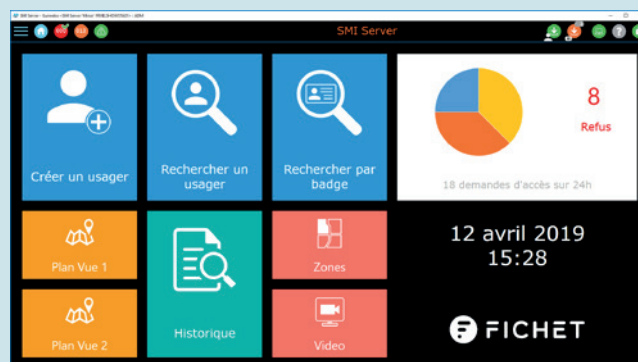 SMI Server
Créer un usager
Rechercher un
usager
Rechercher par
badge
8
Refus
18 demandes d'accès sur 24h
Plan Vue 1
Historique
Zones
12 avril 2019
15:28
Plan Vue 2
Video
FICHET